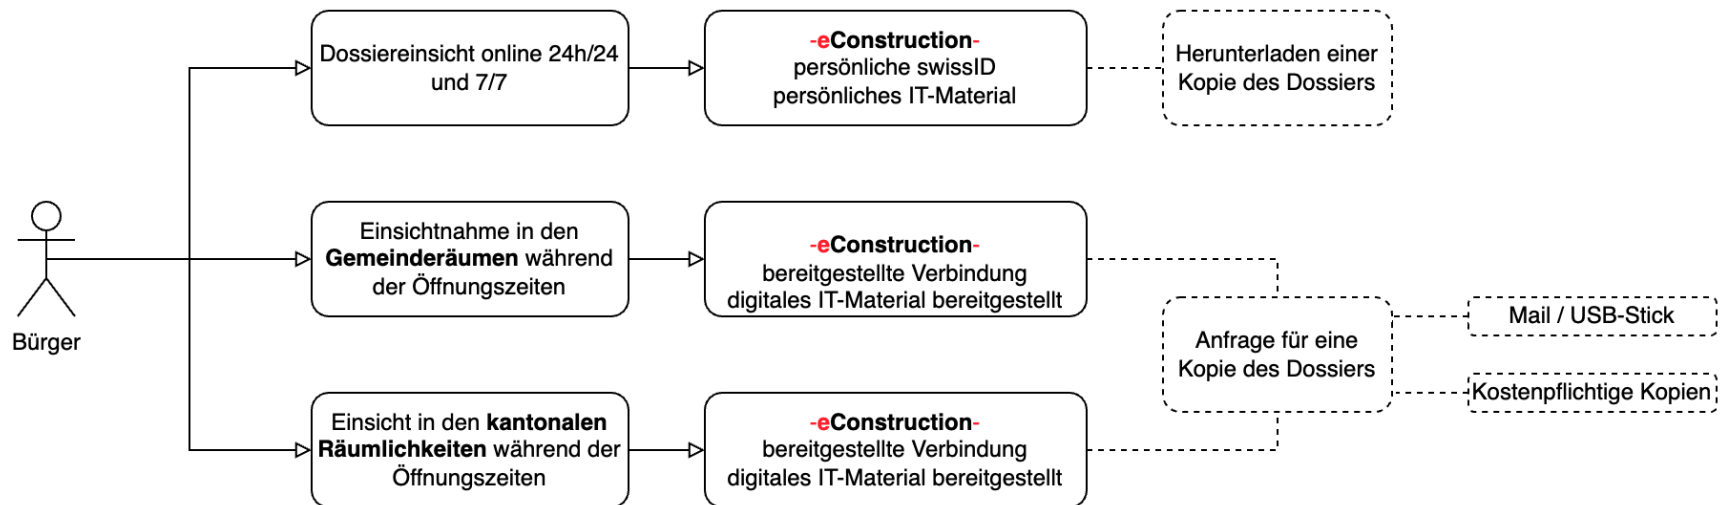 Dossiereinsicht online 24h/24
und 7/7
-eConstruction-
persönliche swissID
persönliches IT-Material
Herunterladen einer
Kopie des Dossiers
Bürger
Einsichtnahme in den
Gemeinderäumen während
der Öffnungszeiten
-eConstruction-
bereitgestellte Verbindung
digitales IT-Material bereitgestellt
Anfrage für eine
Kopie des Dossiers
Mail / USB-Stick
Kostenpflichtige Kopien
Einsicht in den kantonalen
Räumlichkeiten während der
Öffnungszeiten
-eConstruction-
bereitgestellte Verbindung
digitales IT-Material bereitgestellt